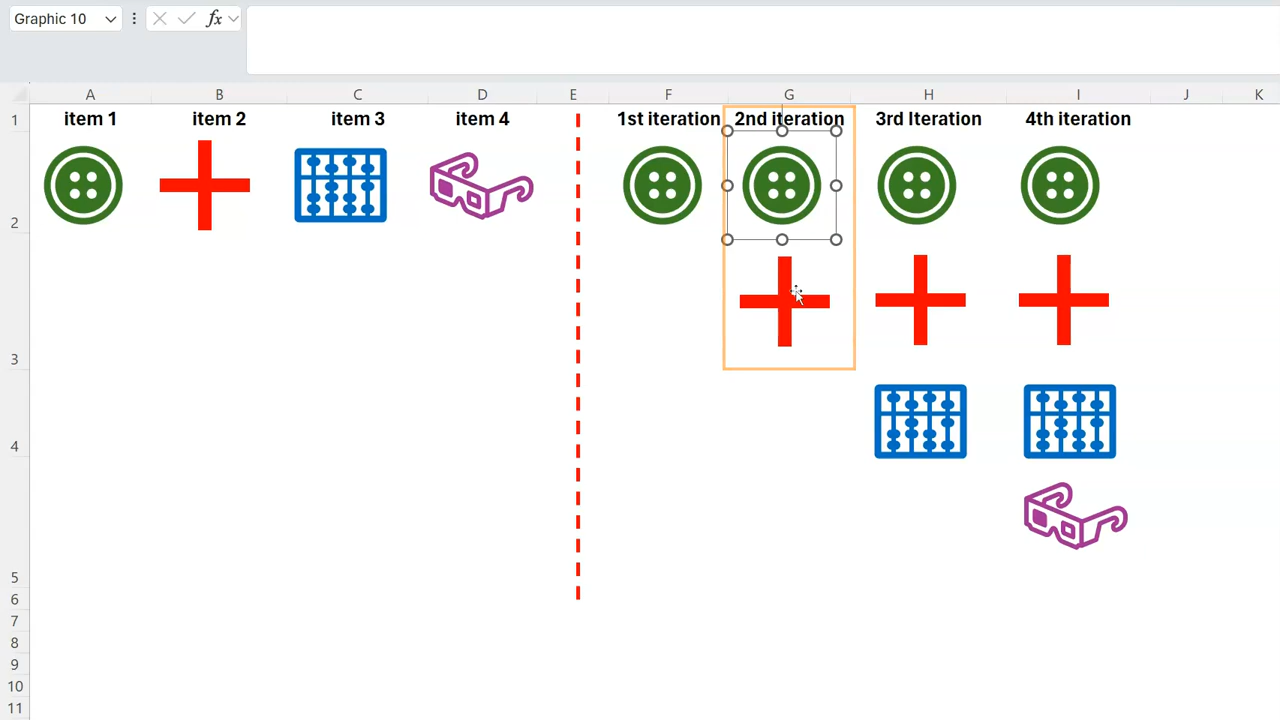 Graphic 10
fx
A B C D E F G H I J K
1 item 1 item 2 item 3 item 4 1st iteration 2nd iteration 3rd Iteration 4th iteration
2
3
4
5
6
7
8
9
10
11